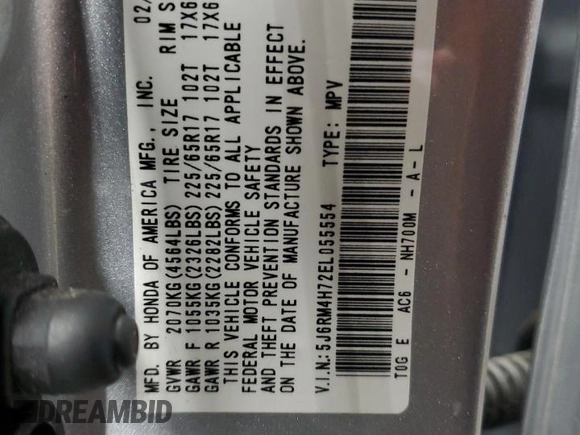 MFD. BY HONDA OF AMERICA MFG., INC. 02/
GVWR 2070KG(4564LBS) TIRE SIZE RIM S
GAWR F 1055KG(2326LBS) 225/65R17 102T 17X6
GAWR R 1035KG(2282LBS) 225/65R17 102T 17X6
THIS VEHICLE CONFORMS TO ALL APPLICABLE
FEDERAL MOTOR VEHICLE SAFETY
AND THEFT PREVENTION STANDARDS IN EFFECT
ON THE DATE OF MANUFACTURE SHOWN ABOVE.
V.I.N.:5J6RM4H72EL055554 TYPE: MPV
T0G E AC6 - NH700M - A - L
DREAMBID